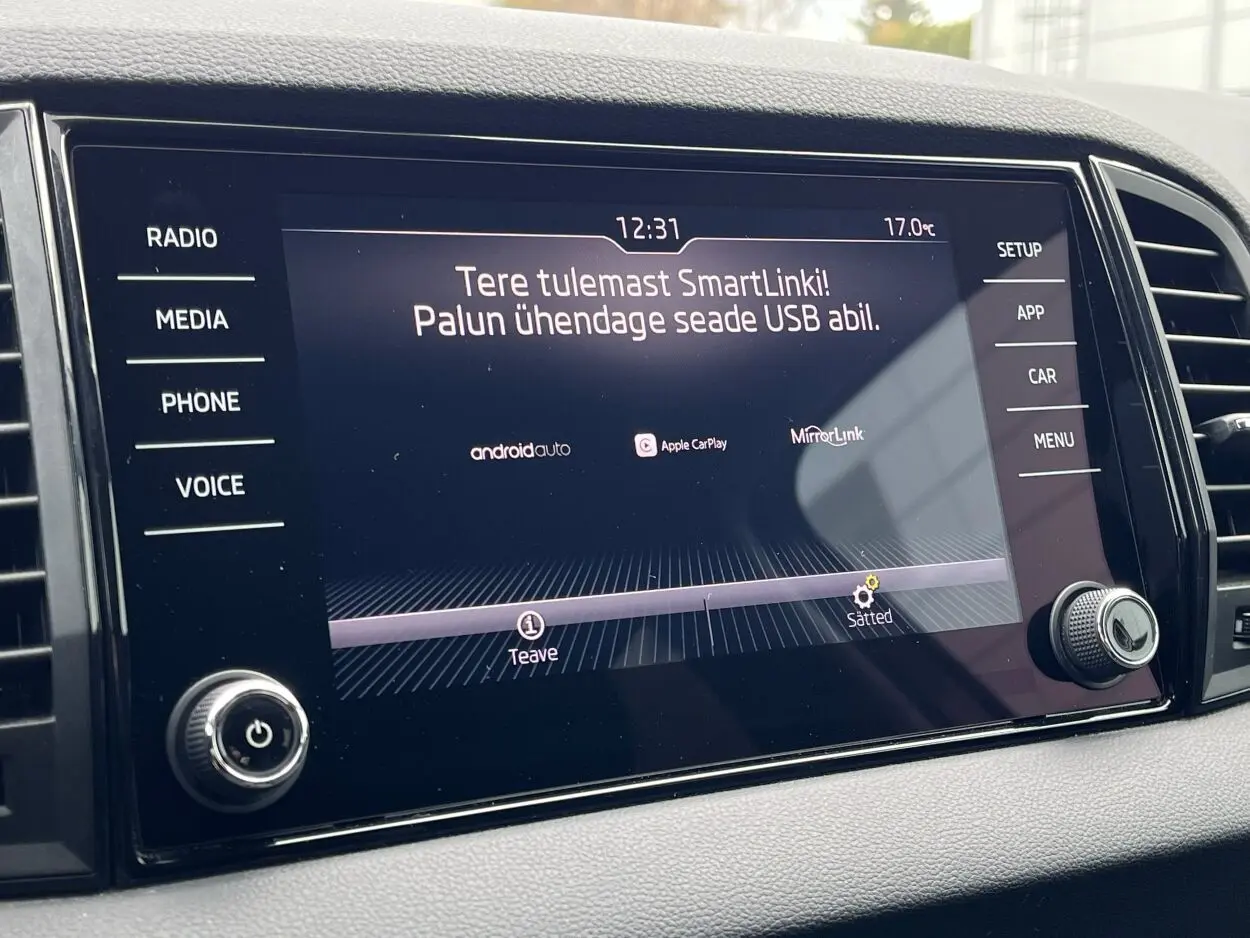 RADIO
MEDIA
PHONE
VOICE
12:31
17.0°C
Tere tulemast SmartLinki!
Palun ühendage seade USB abil.
androidauto
Apple CarPlay
MirrorLink
Teave
Sätted
SETUP
APP
CAR
MENU